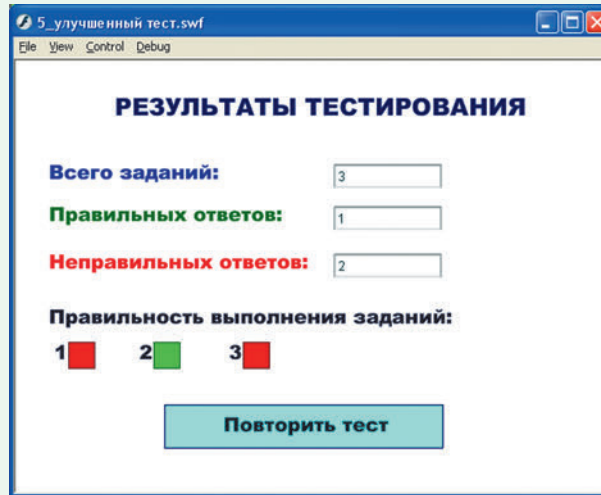 5_улучшенный тест.swf
File View Control Debug
РЕЗУЛЬТАТЫ ТЕСТИРОВАНИЯ
Всего заданий: 3
Правильных ответов: 1
Неправильных ответов: 2
Правильность выполнения заданий:
1 2 3
Повторить тест